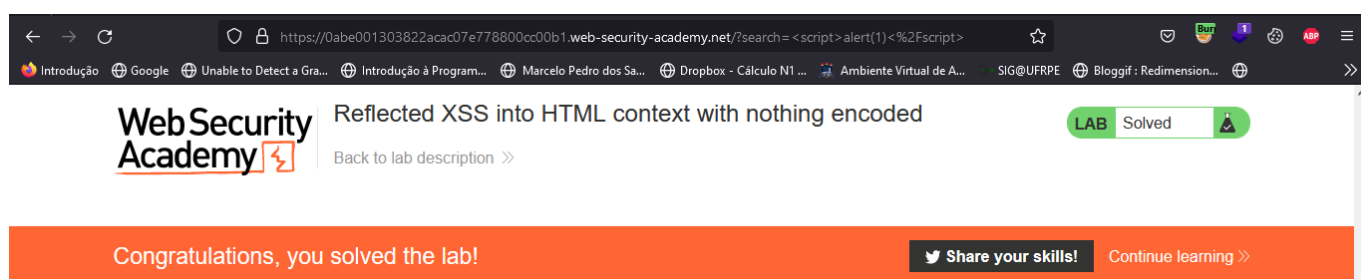 https://0abe001303822acac07e778800cc00b1.web-security-academy.net/?search=<script>alert(1)<%2Fscript>
Burr
1
ABP
Introdução Google Unable to Detect a Gra... Introdução à Program... Marcelo Pedro dos Sa... Dropbox - Cálculo N1 ... Ambiente Virtual de A... SIG@UFRPE Bloggif : Redimension...
Web Security
Academy
Reflected XSS into HTML context with nothing encoded
Back to lab description
LAB Solved
Congratulations, you solved the lab!
Share your skills!
Continue learning